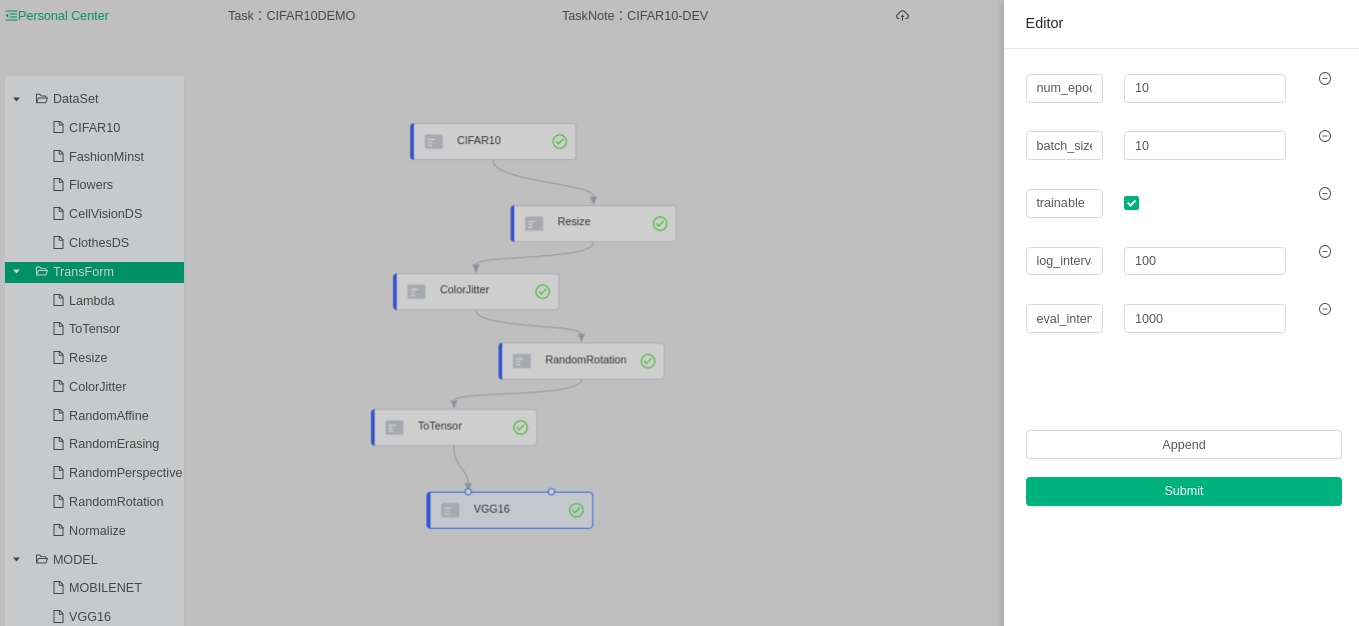 Personal Center
Task：CIFAR10DEMO
TaskNote：CIFAR10-DEV
DataSet
CIFAR10
FashionMinst
Flowers
CellVisionDS
ClothesDS
TransForm
Lambda
ToTensor
Resize
ColorJitter
RandomAffine
RandomErasing
RandomPerspective
RandomRotation
Normalize
MODEL
MOBILENET
VGG16
CIFAR10
Resize
ColorJitter
RandomRotation
ToTensor
VGG16
Editor
num_epoc 10
batch_size 10
trainable
log_interv 100
eval_inter 1000
Append
Submit